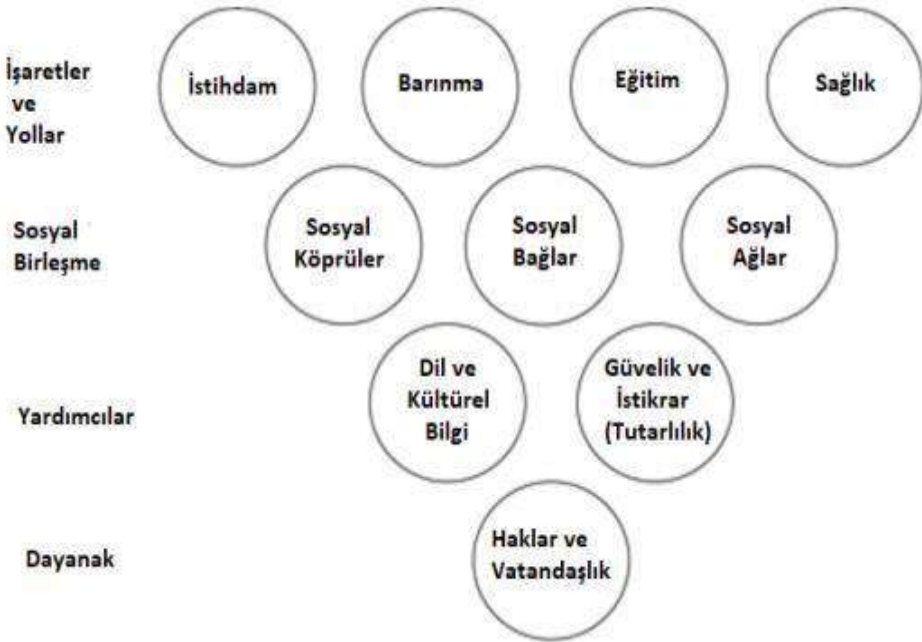 İşaretler
ve
Yollar
İstihdam
Barınma
Eğitim
Sağlık
Sosyal
Birleşme
Sosyal
Köprüler
Sosyal
Bağlar
Sosyal
Ağlar
Yardımcılar
Dil ve
Kültürel
Bilgi
Güvelik ve
İstikrar
(Tutarlılık)
Dayanak
Haklar ve
Vatandaşlık